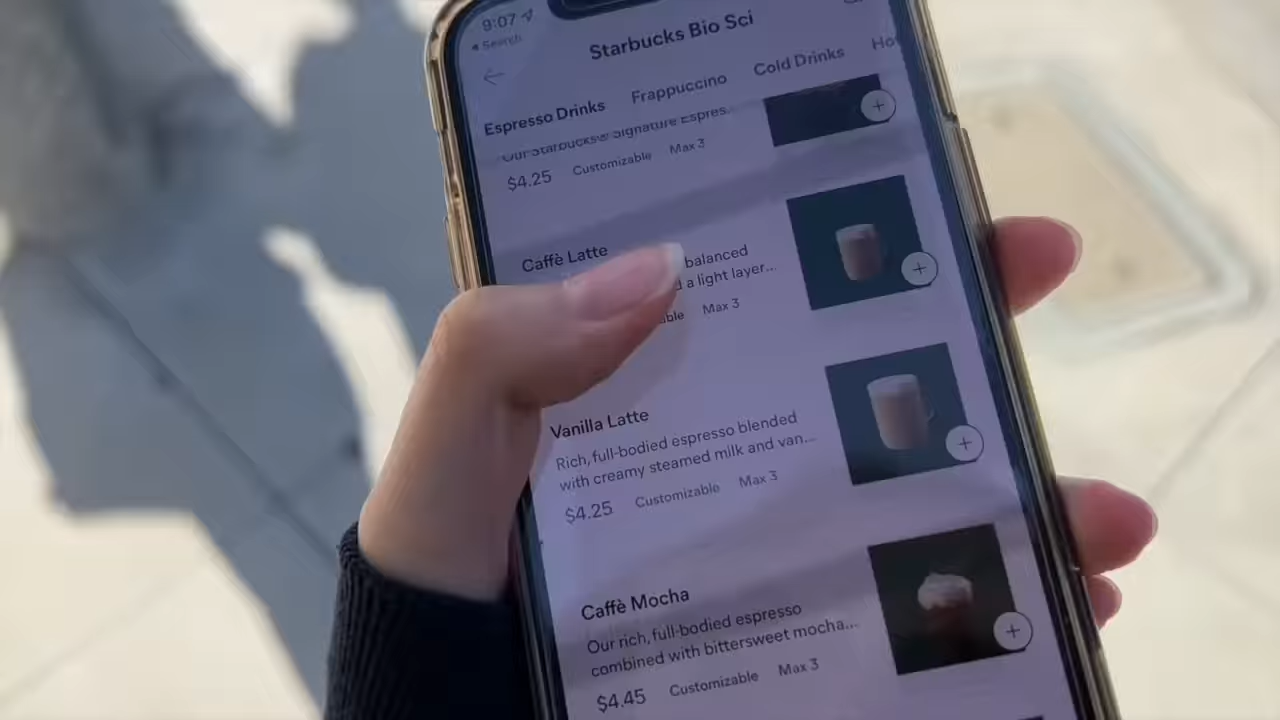 9:07
Search
Starbucks Bio Sci
Espresso Drinks Frappuccino Cold Drinks Ho
Our Starbucks® Signature Espres...
$4.25 Customizable Max 3
Caffè Latte
balanced
d a light layer...
able Max 3
Vanilla Latte
Rich, full-bodied espresso blended
with creamy steamed milk and van...
$4.25 Customizable Max 3
Caffè Mocha
Our rich, full-bodied espresso
combined with bittersweet mocha...
$4.45 Customizable Max 3